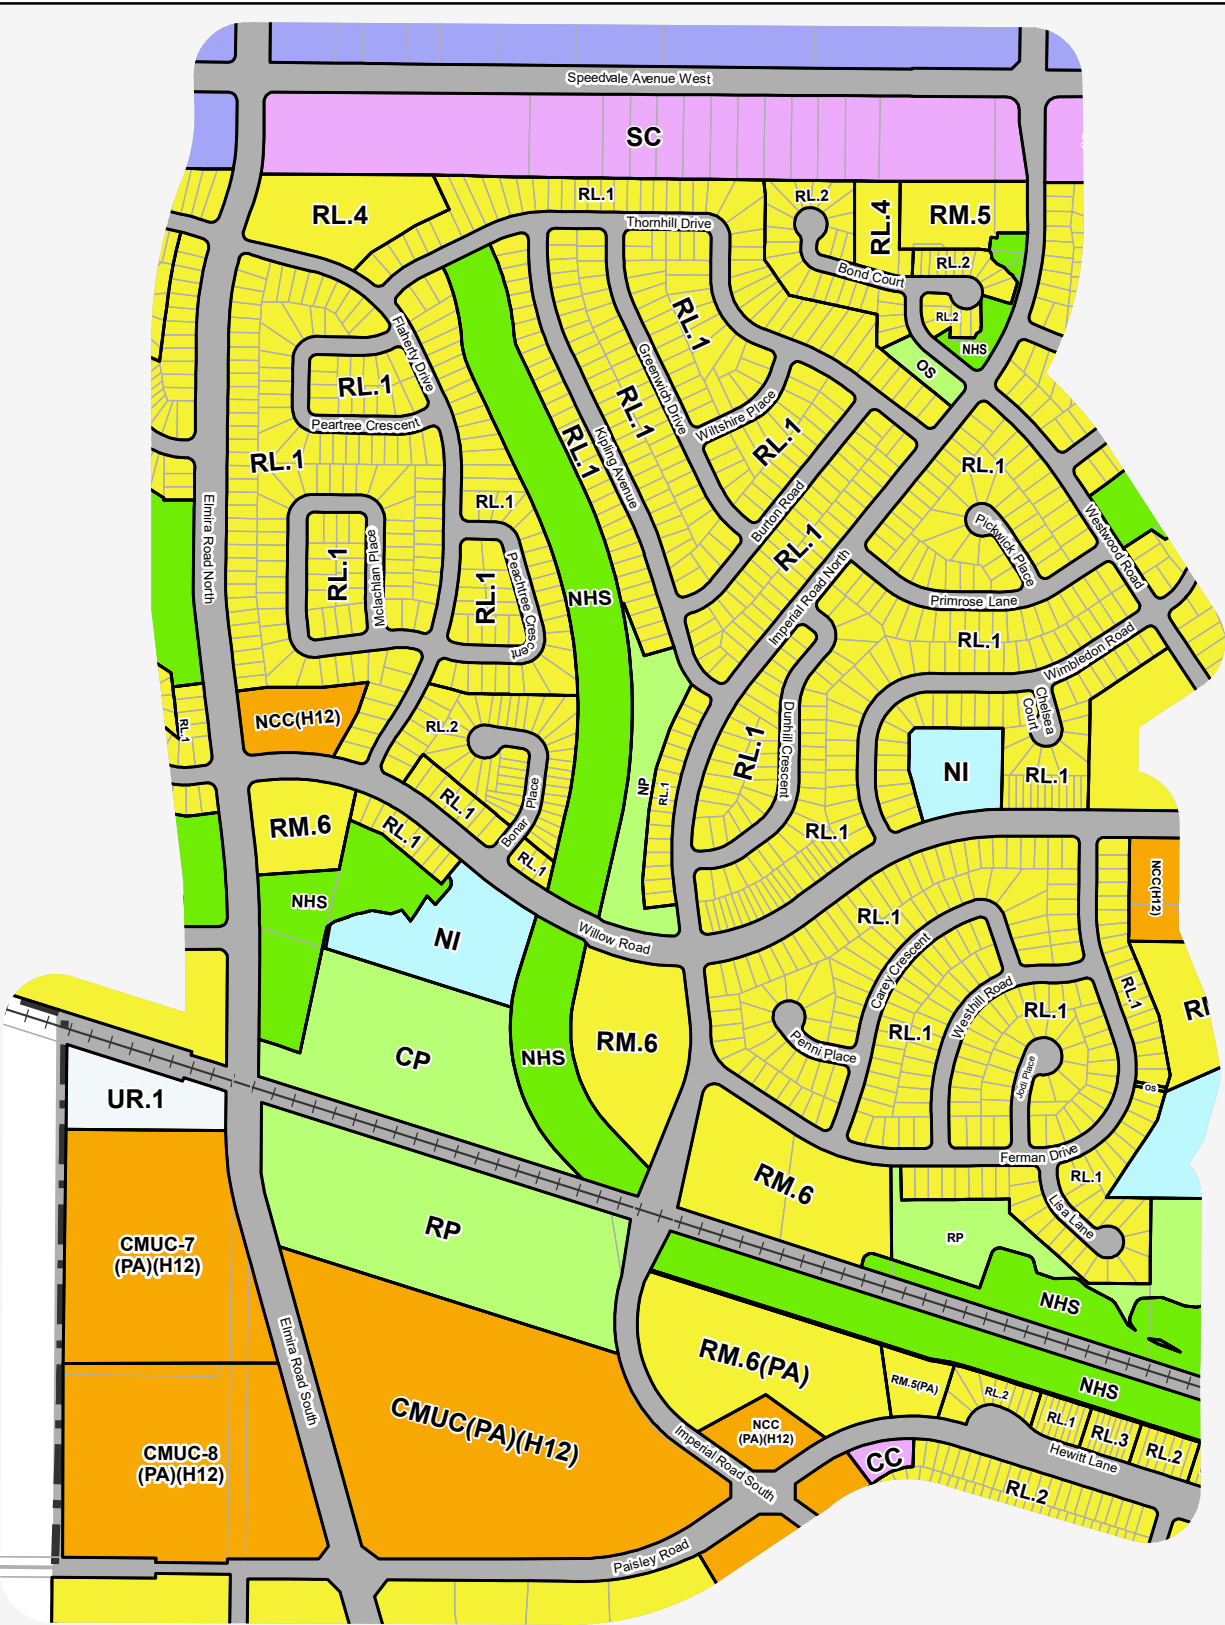 Speedvale Avenue West
SC
RL.4
RL.1
Thornhill Drive
RL.2
RL.4
RM.5
Bond Court
RL.2
RL.2
NHS
OS
Flaherty Drive
RL.1
Peartree Crescent
RL.1
RL.1
Greenwich Drive
Wiltshire Place
RL.1
RL.1
RL.1
Kipling Avenue
RL.1
RL.1
Elmira Road North
RL.1
Mclachlan Place
RL.1
Peachtree Crescent
NHS
Burton Road
RL.1
Imperial Road North
Pickwick Place
Westwood Road
Primrose Lane
RL.1
Wimbledon Road
Chelsea
Court
RL.1
NCC(H12)
RL.2
Bonar Place
RL.1
RL.1
RL.1
NP
RL.1
RL.1
Dunhill Crescent
NI
RL.1
RL.1
RM.6
NHS
NI
Willow Road
RL.1
NCC(H12)
Carey Crescent
Westhill Road
RL.1
RL.1
RL.1
CP
NHS
RM.6
Penni Place
Jodi Place
OS
UR.1
Ferman Drive
RM.6
RL.1
Lisa Lane
RP
RP
CMUC-7
(PA)(H12)
NHS
Elmira Road South
RM.6(PA)
RM.5(PA)
RL.2
NHS
CMUC(PA)(H12)
NCC
(PA)(H12)
RL.1
RL.3
RL.2
CMUC-8
(PA)(H12)
Imperial Road South
CC
Hewitt Lane
RL.2
Paisley Road